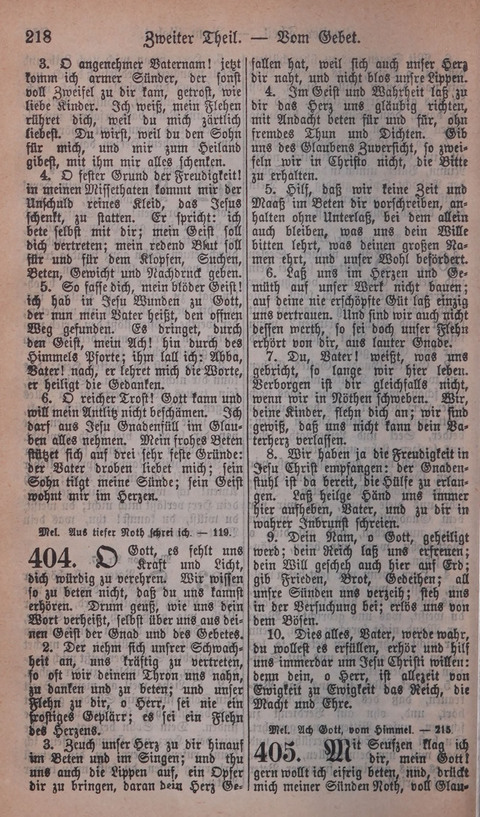 218
Zweiter Theil. — Vom Gebet.
3. O angenehmer Vaternam! jetzt
komm ich armer Sünder, der sonst
voll Zweifel zu dir kam, getrost, wie
liebe Kinder. Ich weiß, mein Flehen
rühret dich, weil du mich zärtlich
liebest. Du wirst, weil du den Sohn
für mich, und mir zum Heiland
gibest, mit ihm mir alles schenken.
4. O fester Grund der Freudigkeit!
in meinen Missethaten kommt mir der
Unschuld reines Kleid, das Jesus
schenkt, zu statten. Er spricht: ich
bete selbst mit dir; mein Geist soll
dich vertreten; mein redend Blut soll
für und für dem Klopfen, Suchen,
Beten, Gewicht und Nachdruck geben.
5. So fasse dich, mein blöder Geist!
ich hab in Jesu Wunden zu Gott,
der nun mein Vater heißt, den offnen
Weg gefunden. Es dringet, durch
den Geist, mein Ach! hin durch des
Himmels Pforte; ihm lall ich: Abba,
Vater! nach, er lehret mich die Worte,
er heiligt die Gedanken.
6. O reicher Trost! Gott kann und
will mein Antlitz nicht beschämen. Ich
darf aus Jesu Gnadenfüll im Glau-
ben alles nehmen. Mein frohes Beten
stützet sich auf drei sehr feste Gründe:
der Vater droben liebet mich; sein
Sohn tilgt meine Sünde; sein Geist
wohnt mir im Herzen.
Mel. Aus tiefer Noth schrei ich. — 119.
404. O Gott, es fehlt uns
Kraft und Licht,
dich würdig zu verehren. Wir wissen
so zu beten nicht, daß du uns kannst
erhören. Drum geuß, wie uns dein
Wort verheißt, selbst über uns aus dei-
nen Geist der Gnad und des Gebetes.
2. Der nehm sich unsrer Schwach-
heit an, uns kräftig zu vertreten,
so oft wir deinem Thron uns nahn,
zu danken und zu beten; und unser
Flehn zu dir, o Herr, sei nie ein
frostiges Geplärr; es sei ein Flehn
des Herzens.
3. Zeuch unser Herz zu dir hinauf
im Beten und im Singen; und thu
uns auch die Lippen auf, ein Opfer
dir zu bringen, daran dein Herz Ge-
fallen hat, weil sich auch unser Herz
dir naht, und nicht blos unsre Lippen.
4. Im Geist und Wahrheit laß zu
dir das Herz uns gläubig richten,
mit Andacht beten für und für, ohn
fremdes Thun und Dichten. Gib
uns des Glaubens Zuversicht, so zwei-
feln wir in Christo nicht, die Bitte
zu erhalten.
5. Hilf, daß wir keine Zeit und
Maaß im Beten dir vorschreiben, an-
halten ohne Unterlaß, bei dem allein
auch bleiben, was uns dein Wille
bitten lehrt, was deinen großen Na-
men ehrt, und unser Wohl befördert.
6. Laß uns im Herzen und Ge-
müth auf unser Werk nicht bauen;
auf deine nie erschöpfte Güt laß einzig
uns vertrauen. Und sind wir auch nicht
dessen werth, so sei doch unser Flehn
erhört von dir, aus lauter Gnade.
7. Du, Vater! weißt, was uns
gebricht, so lange wir hier leben.
Verborgen ist dir gleichfalls nicht,
wenn wir in Nöthen schweben. Wir,
deine Kinder, flehn dich an; wir sind
gewiß, daß uns nicht kann dein Va-
terherz verlassen.
8. Wir haben ja die Freudigkeit in
Jesu Christ empfangen: der Gnaden-
stuhl ist da bereit, die Hülfe zu erlan-
gen. Laß heilge Händ uns immer
hier aufheben, Vater, und zu dir in
wahrer Inbrunst schreien.
9. Dein Nam, o Gott, geheiligt
werd; dein Reich laß uns erfreuen;
dein Will gescheh auch hier auf Erd;
gib Frieden, Brot, Gedeihen; all
unsre Sünden uns verzeih; steh uns
in der Versuchung bei; erlös uns von
dem Bösen.
10. Dies alles, Vater, werde wahr,
du wollest es erfüllen, erhör und hilf
uns immerdar um Jesu Christi willen:
denn dein, o Herr, ist allezeit von
Ewigkeit zu Ewigkeit das Reich, die
Macht und Ehre.
Mel. Ach Gott, vom Himmel. — 215.
405. Mit Seufzen klag ich
dir, mein Gott!
gern wollt ich eifrig beten, und, drückt
mich meiner Sünden Noth, voll Glau-